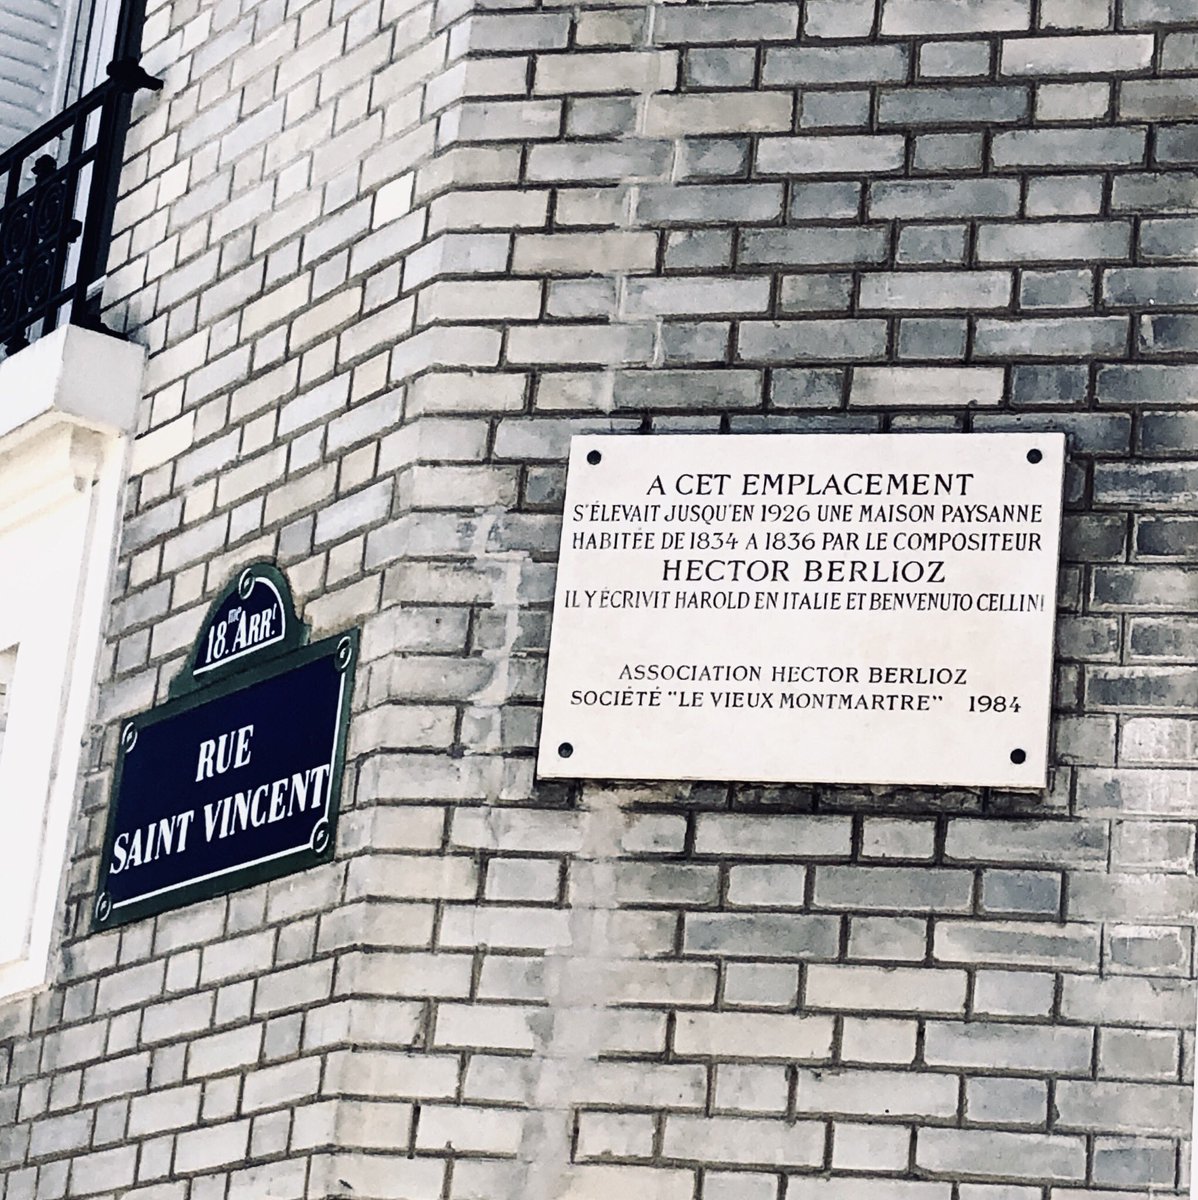 A CET EMPLACEMENT
S'ÉLEVAIT JUSQU'EN 1926 UNE MAISON PAYSANNE
HABITÉE DE 1834 A 1836 PAR LE COMPOSITEUR
HECTOR BERLIOZ
IL Y ÉCRIVIT HAROLD EN ITALIE ET BENVENUTO CELLINI
ASSOCIATION HECTOR BERLIOZ
SOCIÉTÉ "LE VIEUX MONTMARTRE" 1984
18.me ARR.t
RUE
SAINT VINCENT